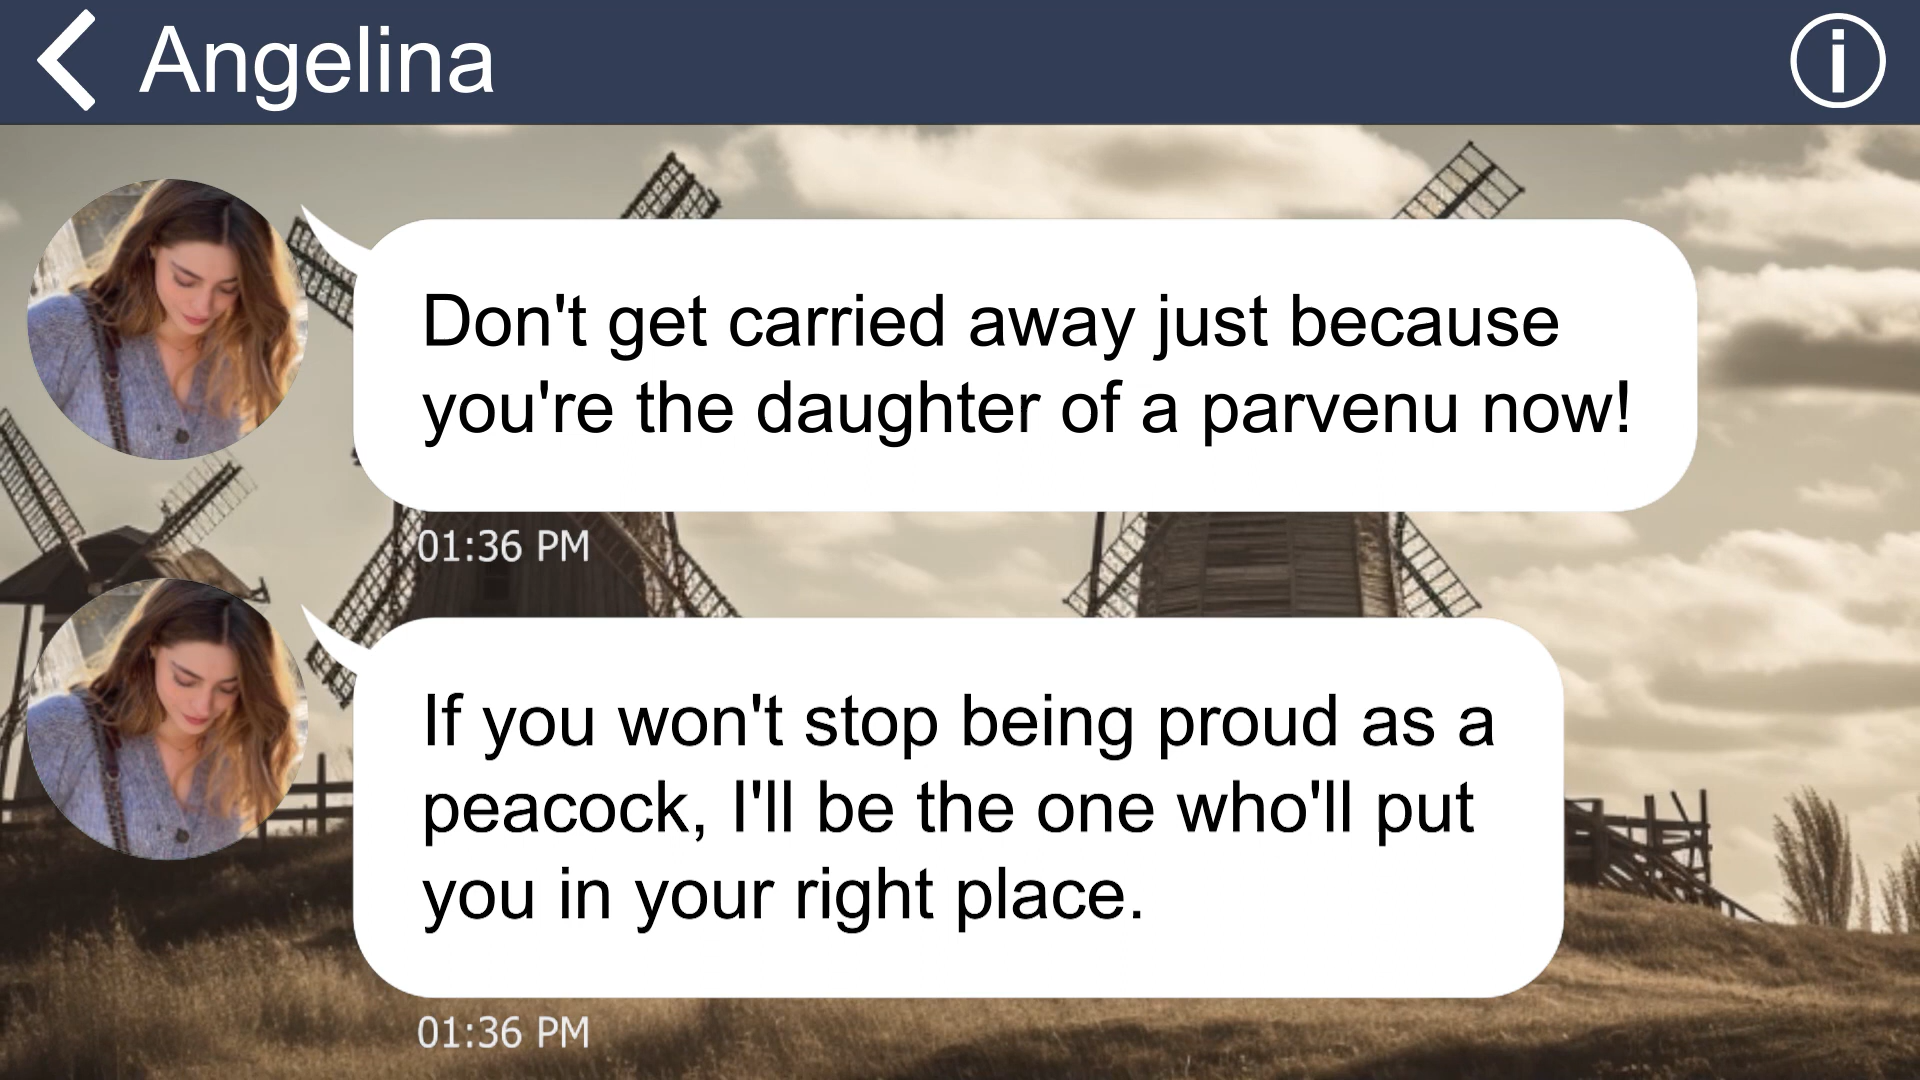 Angelina
Don't get carried away just because
you're the daughter of a parvenu now!
01:36 PM
If you won't stop being proud as a
peacock, I'll be the one who'll put
you in your right place.
01:36 PM